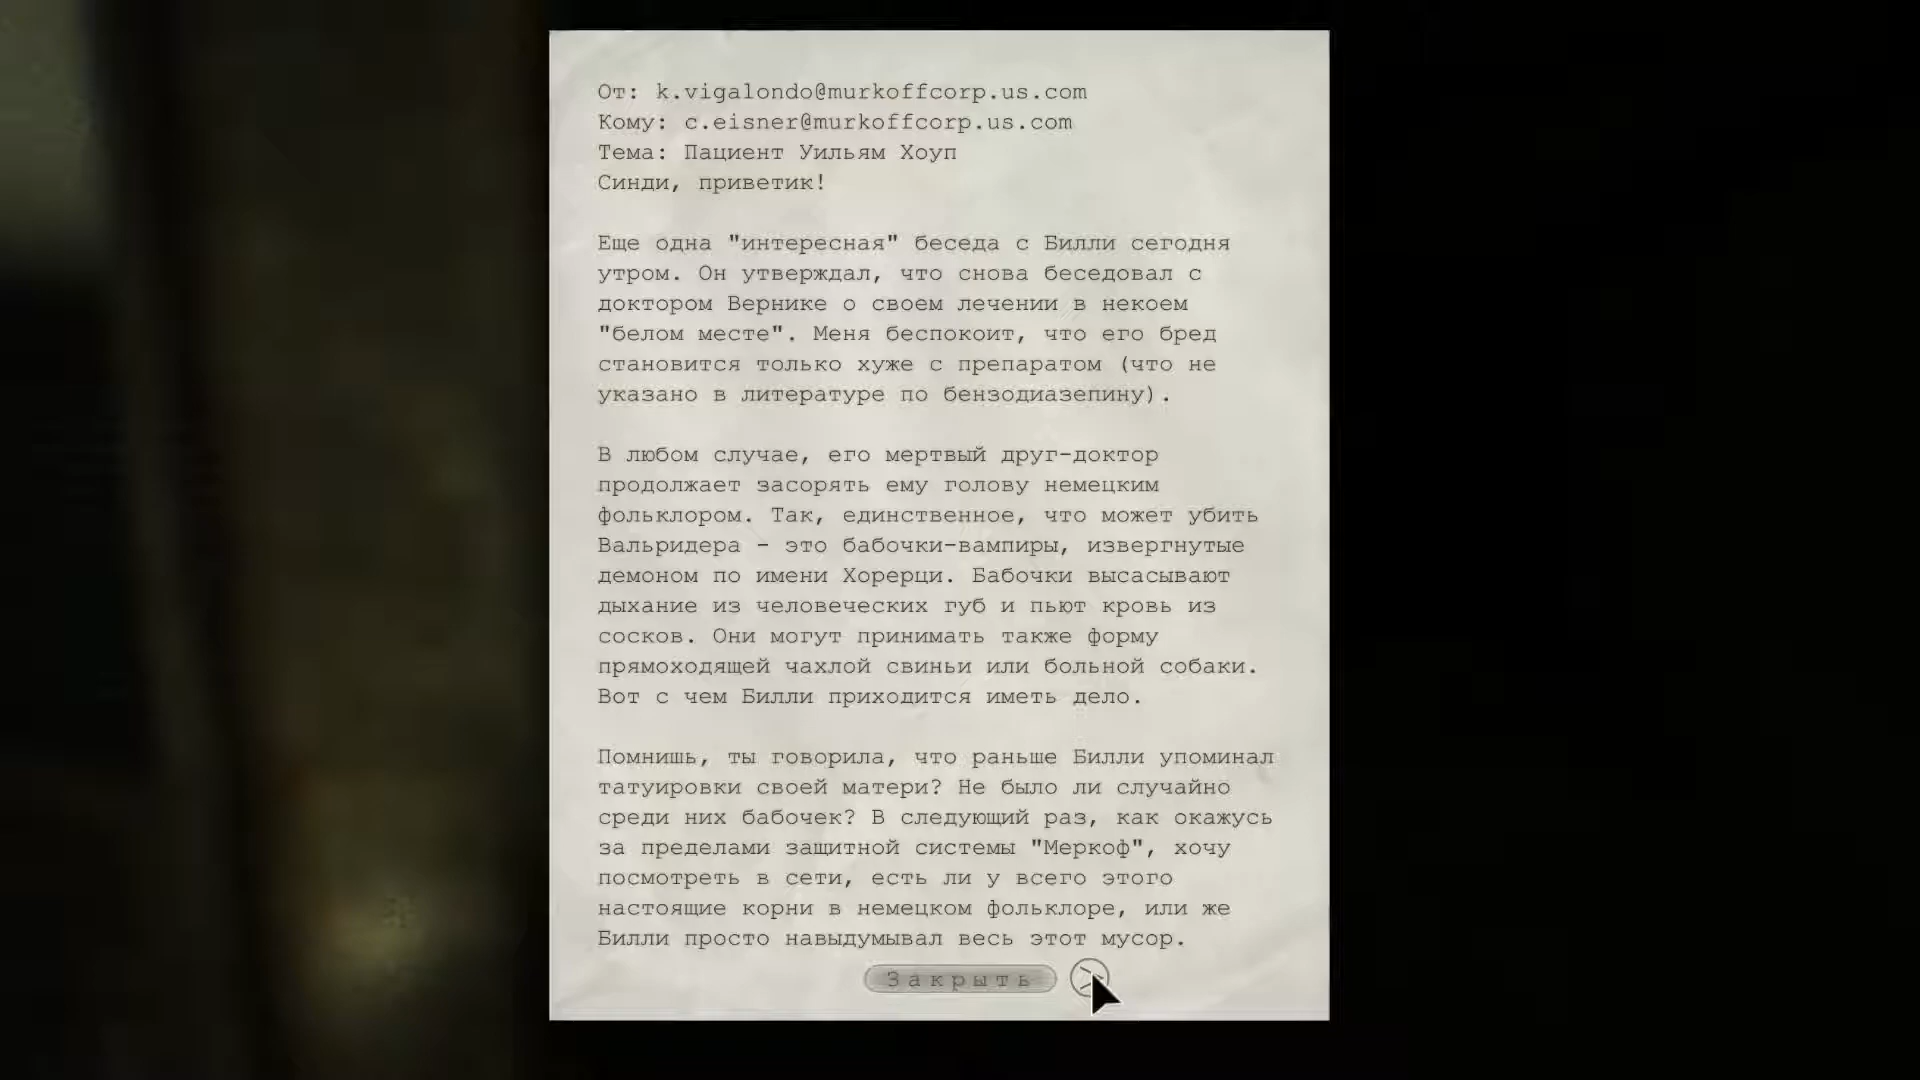 От: k.vigalondo@murkoffcorp.us.com
Кому: c.eisner@murkoffcorp.us.com
Тема: Пациент Уильям Хоуп
Синди, приветик!
Еще одна "интересная" беседа с Билли сегодня
утром. Он утверждал, что снова беседовал с
доктором Вернике о своем лечении в некоем
"белом месте". Меня беспокоит, что его бред
становится только хуже с препаратом (что не
указано в литературе по бензодиазепину).
В любом случае, его мертвый друг-доктор
продолжает засорять ему голову немецким
фольклором. Так, единственное, что может убить
Вальридера - это бабочки-вампиры, извергнутые
демоном по имени Хорерци. Бабочки высасывают
дыхание из человеческих губ и пьют кровь из
сосков. Они могут принимать также форму
прямоходящей чахлой свиньи или больной собаки.
Вот с чем Билли приходится иметь дело.
Помнишь, ты говорила, что раньше Билли упоминал
татуировки своей матери? Не было ли случайно
среди них бабочек? В следующий раз, как окажусь
за пределами защитной системы "Меркоф", хочу
посмотреть в сети, есть ли у всего этого
настоящие корни в немецком фольклоре, или же
Билли просто навыдумывал весь этот мусор.
Закрыть